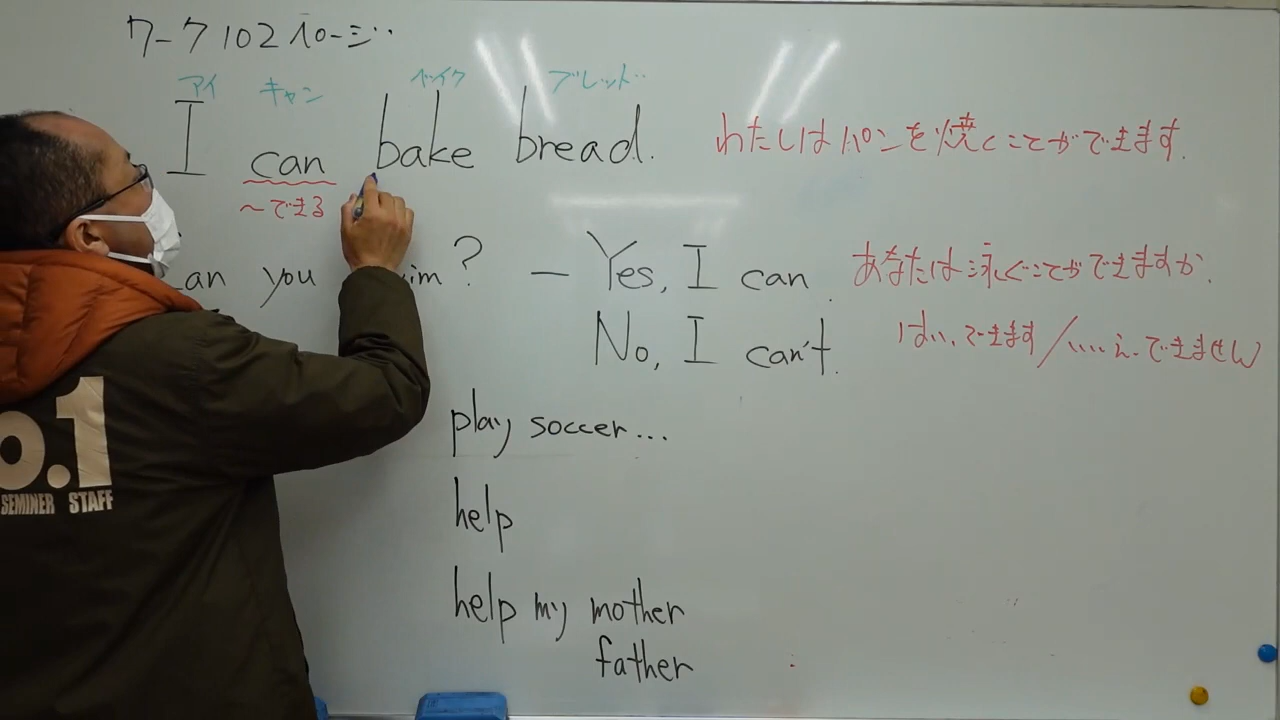 ワーク102ページ
アイ キャン ベイク ブレッド
I can bake bread. わたしはパンを焼くことができます.
~できる
an you im? - Yes, I can. あなたは泳ぐことができますか.
No, I can't. はい、できます/いいえ、できません
play soccer...
help
help my mother
father
o.1
SEMINER STAFF